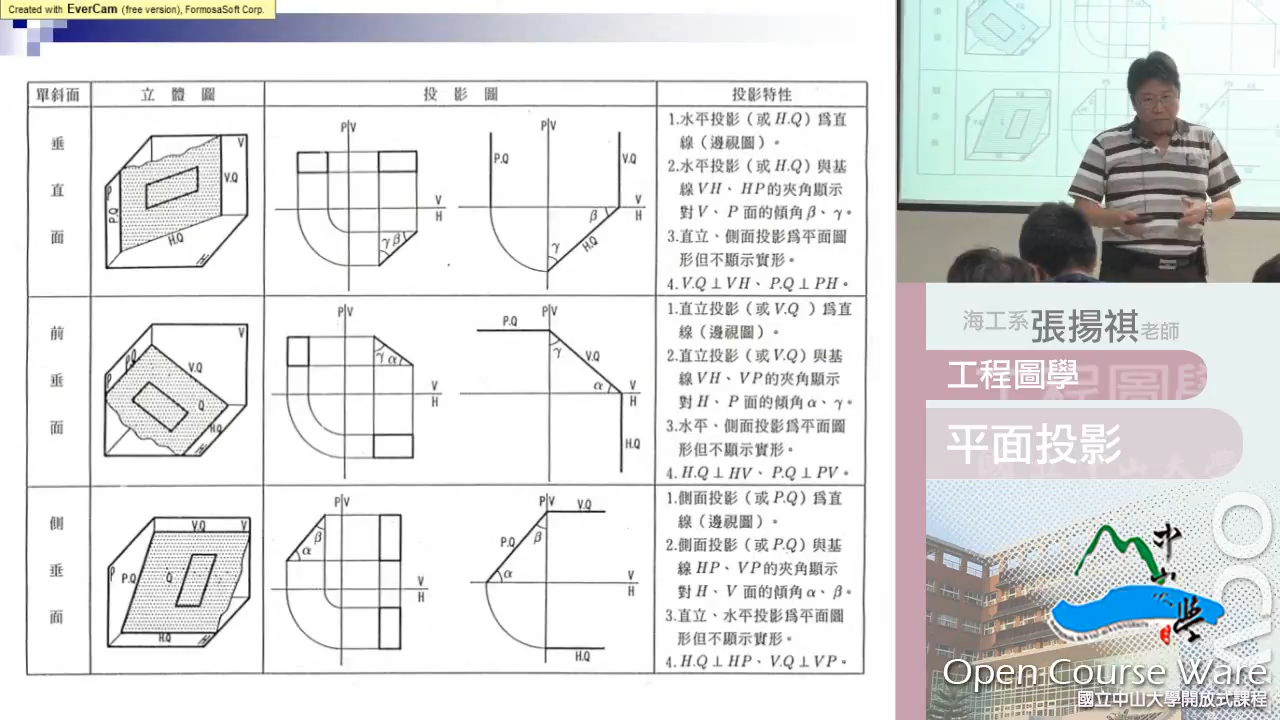 Created with EverCam (free version), FormosaSoft Corp.
單斜面 立體圖 投影圖 投影特性
垂直面
V
V.Q
P
P.Q
H.Q
H
P V
V
H
γ β
P V
P.Q
V.Q
V
H
β
γ
H.Q
1.水平投影(或H.Q)爲直
線(邊視圖)。
2.水平投影(或H.Q)與基
線VH、HP的夾角顯示
對V、P面的傾角β、γ。
3.直立、側面投影爲平面圖
形但不顯示實形。
4.V.Q⊥VH、P.Q⊥PH。
前垂面
V
P
P.Q
V.Q
Q
H.Q
H
P V
γ α
V
H
P V
P.Q
γ
V.Q
α
V
H
H.Q
1.直立投影(或V.Q )爲直
線(邊視圖)。
2.直立投影(或V.Q)與基
線VH、VP的夾角顯示
對H、P面的傾角α、γ。
3.水平、側面投影爲平面圖
形但不顯示實形。
4.H.Q⊥HV、P.Q⊥PV。
側垂面
V.Q
V
P
P.Q
Q
H.Q
H
P V
β
α
V
H
P V
V.Q
P.Q
β
α
V
H
H.Q
1.側面投影(或P.Q)爲直
線(邊視圖)。
2.側面投影(或P.Q)與基
線HP、VP的夾角顯示
對H、V面的傾角α、β。
3.直立、水平投影爲平面圖
形但不顯示實形。
4.H.Q⊥HP、V.Q⊥VP。
海工系張揚祺老師
工程圖學
平面投影
中山大學
Open Course Ware
國立中山大學開放式課程